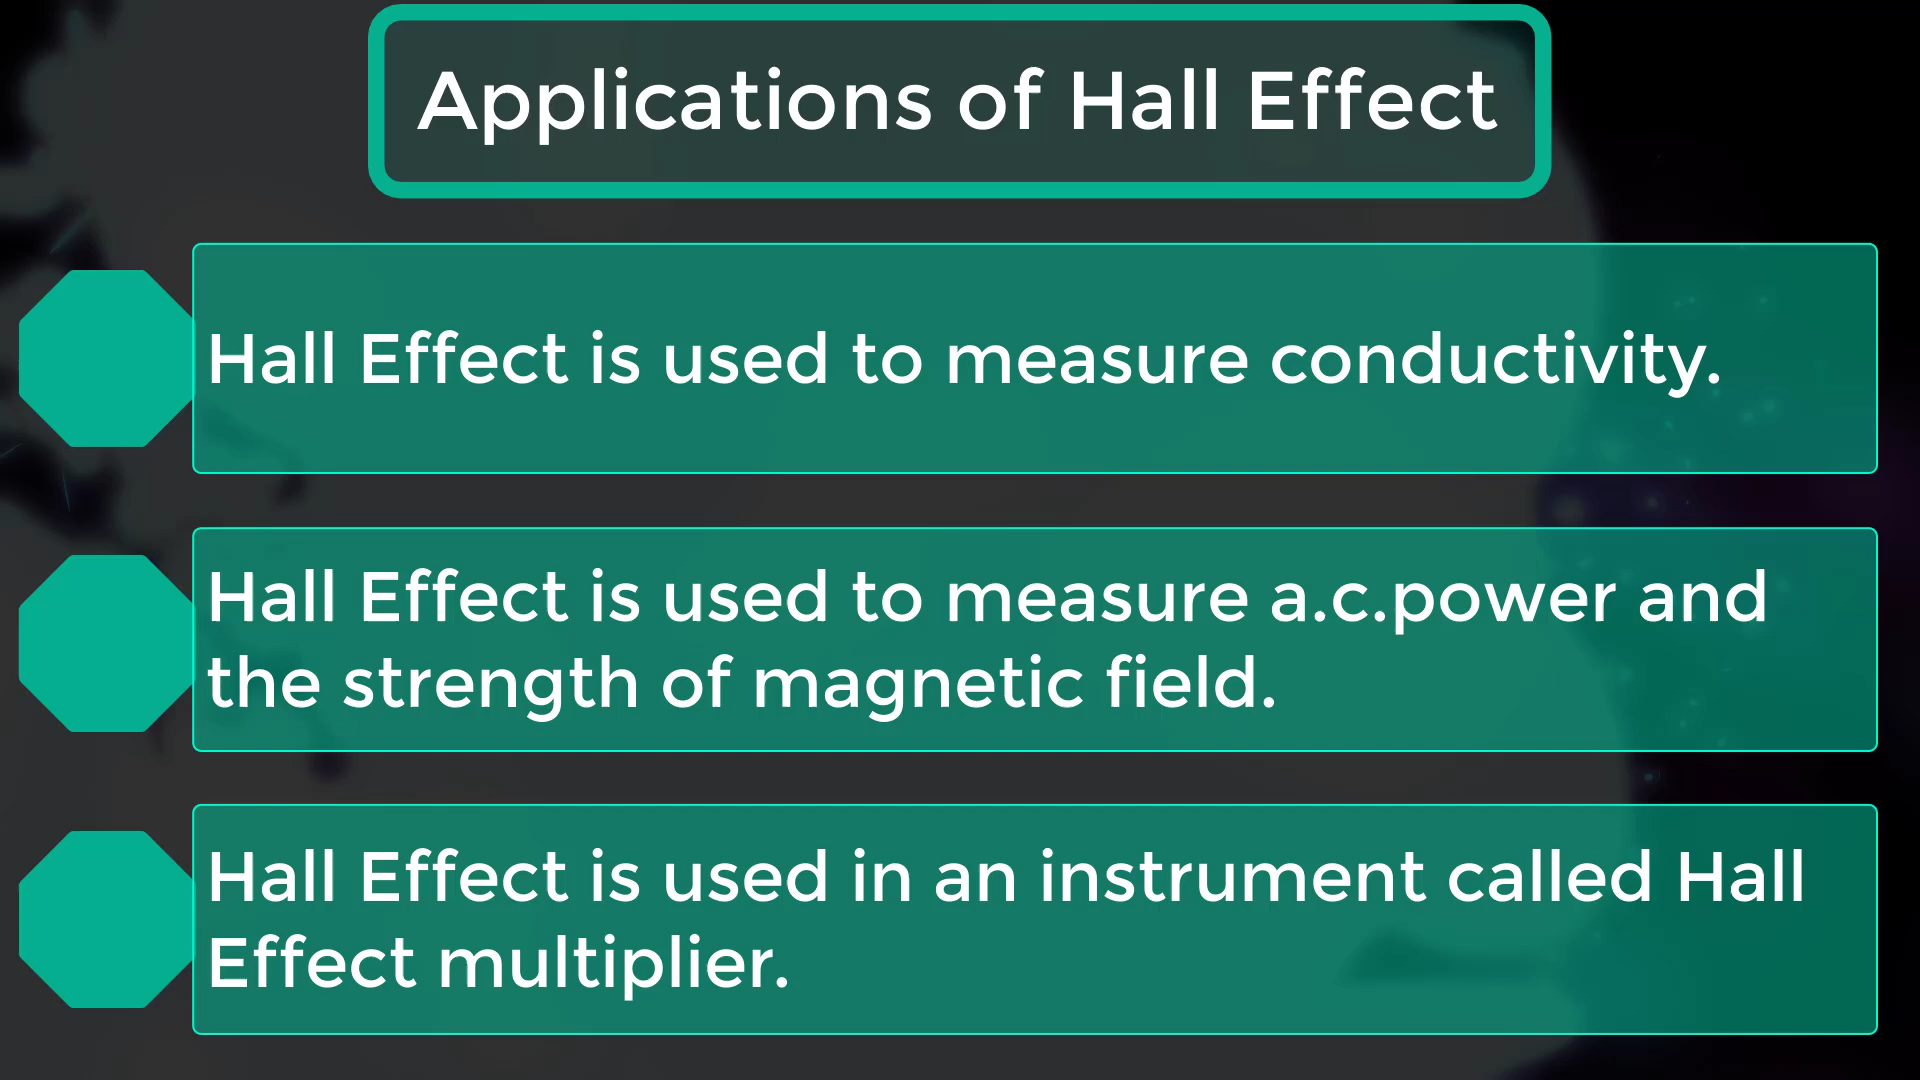 Applications of Hall Effect
Hall Effect is used to measure conductivity.
Hall Effect is used to measure a.c.power and
the strength of magnetic field.
Hall Effect is used in an instrument called Hall
Effect multiplier.